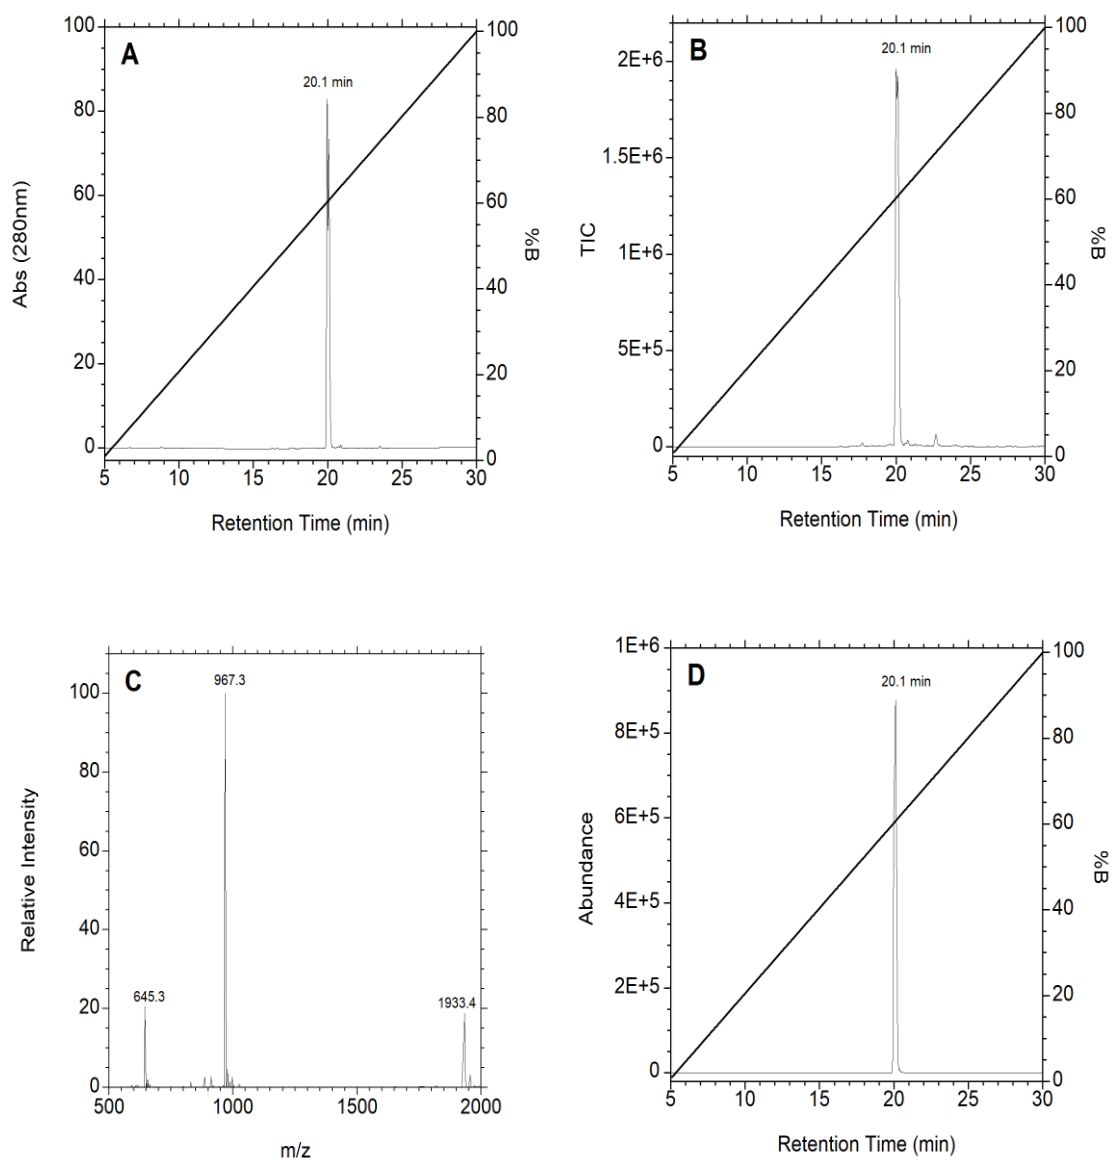 A
20.1 min
100
80
60
40
20
0
Abs (280nm)
100
80
60
40
20
0
%B
5 10 15 20 25 30
Retention Time (min)
B
20.1 min
2E+6
1.5E+6
1E+6
5E+5
0
TIC
100
80
60
40
20
0
%B
5 10 15 20 25 30
Retention Time (min)
C
967.3
645.3
1933.4
100
80
60
40
20
0
Relative Intensity
500 1000 1500 2000
m/z
D
20.1 min
1E+6
8E+5
6E+5
4E+5
2E+5
0
Abundance
100
80
60
40
20
0
%B
5 10 15 20 25 30
Retention Time (min)